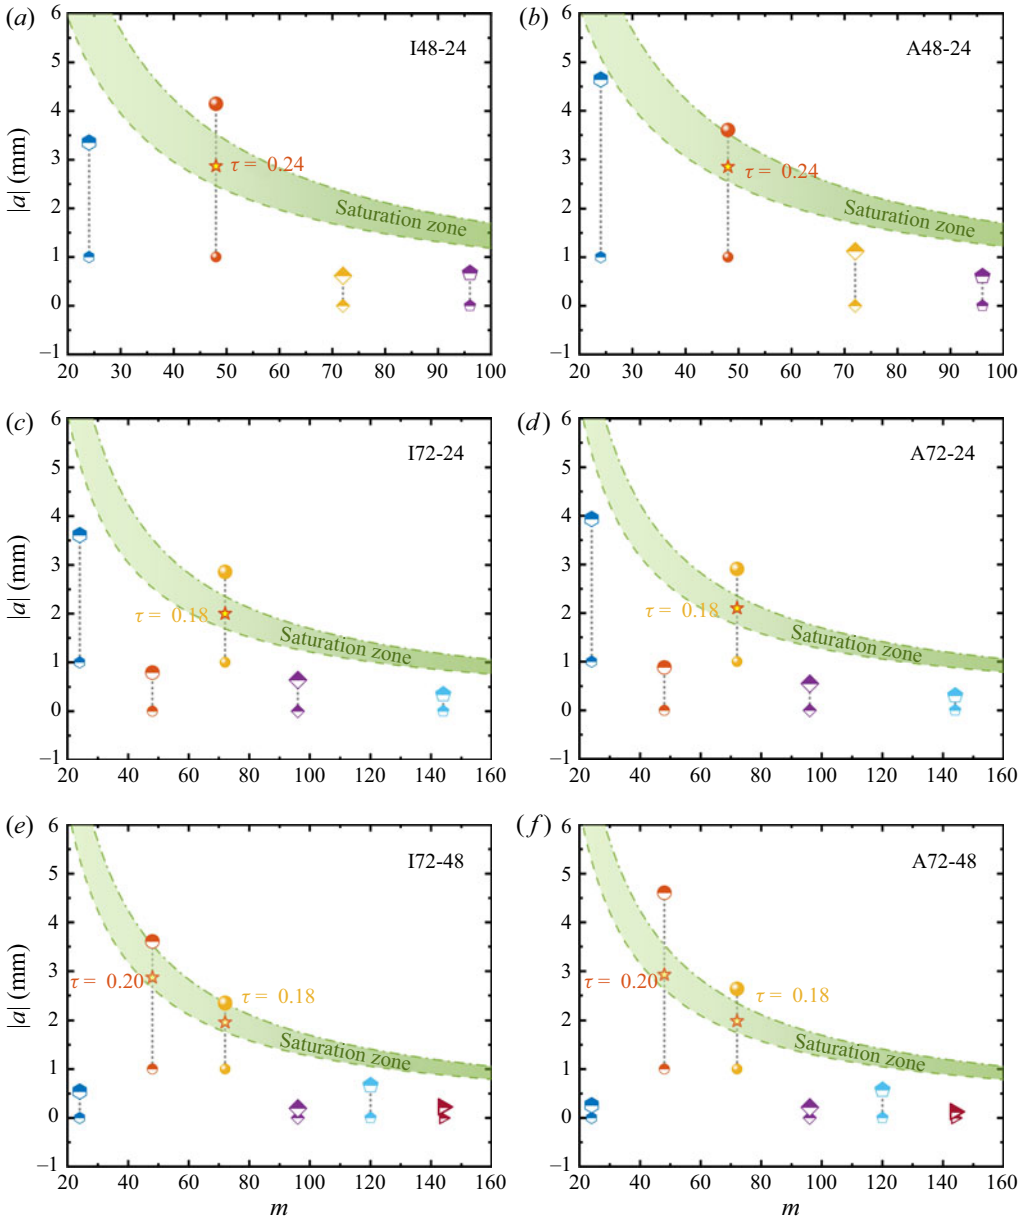 (a)
I48-24
|a| (mm)
6
5
4
3
2
1
0
−1
τ = 0.24
Saturation zone
20 30 40 50 60 70 80 90 100
(b)
A48-24
6
5
4
3
2
1
0
−1
τ = 0.24
Saturation zone
20 30 40 50 60 70 80 90 100
(c)
I72-24
|a| (mm)
6
5
4
3
2
1
0
−1
τ = 0.18
Saturation zone
20 40 60 80 100 120 140 160
(d)
A72-24
6
5
4
3
2
1
0
−1
τ = 0.18
Saturation zone
20 40 60 80 100 120 140 160
(e)
I72-48
|a| (mm)
6
5
4
3
2
1
0
−1
τ = 0.20
τ = 0.18
Saturation zone
20 40 60 80 100 120 140 160
m
(f)
A72-48
6
5
4
3
2
1
0
−1
τ = 0.20
τ = 0.18
Saturation zone
20 40 60 80 100 120 140 160
m